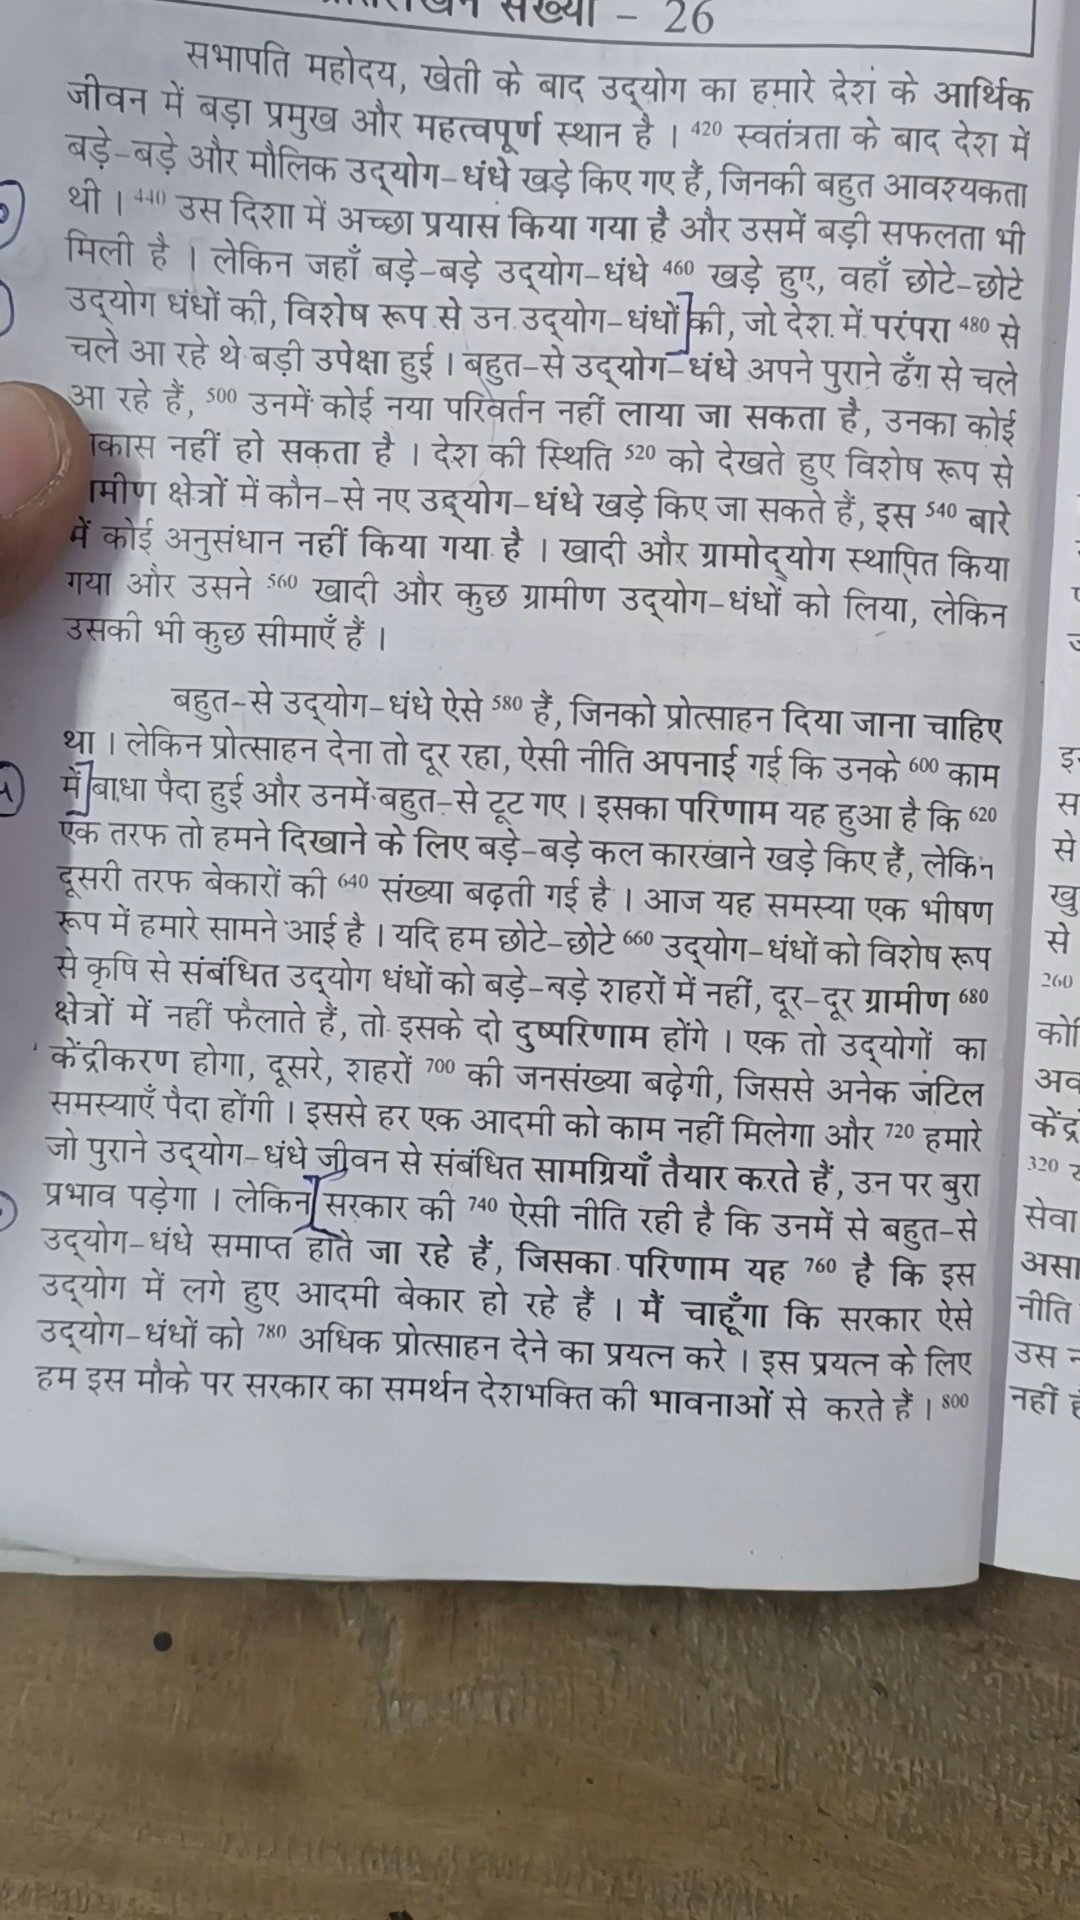 संख्या – 26
सभापति महोदय, खेती के बाद उद्योग का हमारे देश के आर्थिक
जीवन में बड़ा प्रमुख और महत्वपूर्ण स्थान है । 420 स्वतंत्रता के बाद देश में
बड़े-बड़े और मौलिक उद्योग-धंधे खड़े किए गए हैं, जिनकी बहुत आवश्यकता
थी । 440 उस दिशा में अच्छा प्रयास किया गया है और उसमें बड़ी सफलता भी
मिली है । लेकिन जहाँ बड़े-बड़े उद्योग-धंधे 460 खड़े हुए, वहाँ छोटे-छोटे
उद्योग धंधों की, विशेष रूप से उन उद्योग-धंधों की, जो देश में परंपरा 480 से
चले आ रहे थे बड़ी उपेक्षा हुई । बहुत-से उद्योग-धंधे अपने पुराने ढँग से चले
आ रहे हैं, 500 उनमें कोई नया परिवर्तन नहीं लाया जा सकता है, उनका कोई
कास नहीं हो सकता है । देश की स्थिति 520 को देखते हुए विशेष रूप से
मीण क्षेत्रों में कौन-से नए उद्योग-धंधे खड़े किए जा सकते हैं, इस 540 बारे
में कोई अनुसंधान नहीं किया गया है । खादी और ग्रामोद्योग स्थापित किया
गया और उसने 560 खादी और कुछ ग्रामीण उद्योग-धंधों को लिया, लेकिन
उसकी भी कुछ सीमाएँ हैं ।
बहुत-से उद्योग-धंधे ऐसे 580 हैं, जिनको प्रोत्साहन दिया जाना चाहिए
था । लेकिन प्रोत्साहन देना तो दूर रहा, ऐसी नीति अपनाई गई कि उनके 600 काम
में बाधा पैदा हुई और उनमें बहुत-से टूट गए । इसका परिणाम यह हुआ है कि 620
एक तरफ तो हमने दिखाने के लिए बड़े-बड़े कल कारखाने खड़े किए हैं, लेकिन
दूसरी तरफ बेकारों की 640 संख्या बढ़ती गई है । आज यह समस्या एक भीषण
रूप में हमारे सामने आई है । यदि हम छोटे-छोटे 660 उद्योग-धंधों को विशेष रूप
से कृषि से संबंधित उद्योग धंधों को बड़े-बड़े शहरों में नहीं, दूर-दूर ग्रामीण 680
क्षेत्रों में नहीं फैलाते हैं, तो इसके दो दुष्परिणाम होंगे । एक तो उद्योगों का
केंद्रीकरण होगा, दूसरे, शहरों 700 की जनसंख्या बढ़ेगी, जिससे अनेक जटिल
समस्याएँ पैदा होंगी । इससे हर एक आदमी को काम नहीं मिलेगा और 720 हमारे
जो पुराने उद्योग-धंधे जीवन से संबंधित सामग्रियाँ तैयार करते हैं, उन पर बुरा
प्रभाव पड़ेगा । लेकिन सरकार की 740 ऐसी नीति रही है कि उनमें से बहुत-से
उद्योग-धंधे समाप्त होते जा रहे हैं, जिसका परिणाम यह 760 है कि इस
उद्योग में लगे हुए आदमी बेकार हो रहे हैं । मैं चाहूँगा कि सरकार ऐसे
उद्योग-धंधों को 780 अधिक प्रोत्साहन देने का प्रयत्न करे । इस प्रयत्न के लिए
हम इस मौके पर सरकार का समर्थन देशभक्ति की भावनाओं से करते हैं । 800
से
खु
से
260
केंद्र
320
सेवा
असा
नीति
उस
नहीं